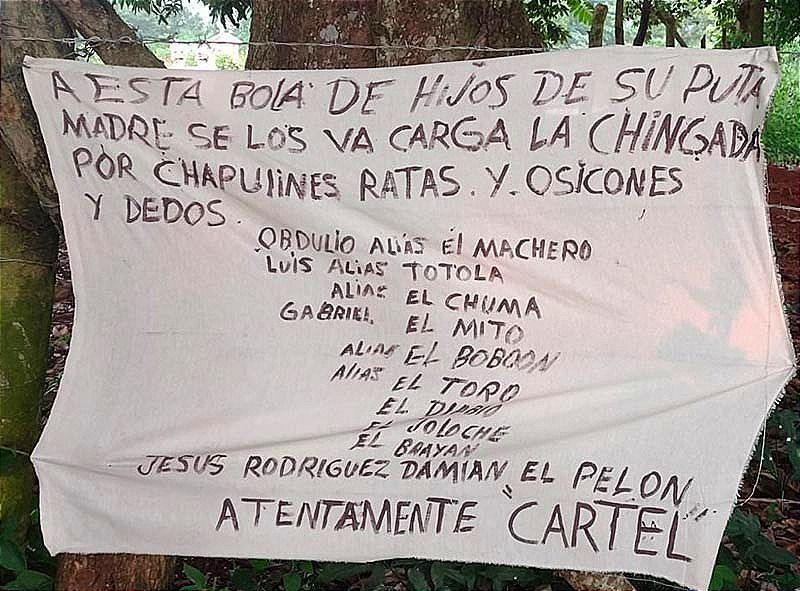 A ESTA BOLA DE HIJOS DE SU PUTA
MADRE SE LOS VA CARGA LA CHINGADA
POR CHAPULINES RATAS. Y. OSICONES
Y DEDOS.
OBDULIO ALIAS El MACHERO
LUIS ALIAS TOTOLA
ALIAS EL CHUMA
GABRIEL EL MITO
ALIAS EL BOBOON
ALIAS EL TORO
EL DIABLO
EL JOLOCHE
EL BRAYAN
JESUS RODRIGUEZ DAMIAN EL PELON"
ATENTAMENTE "CARTEL"